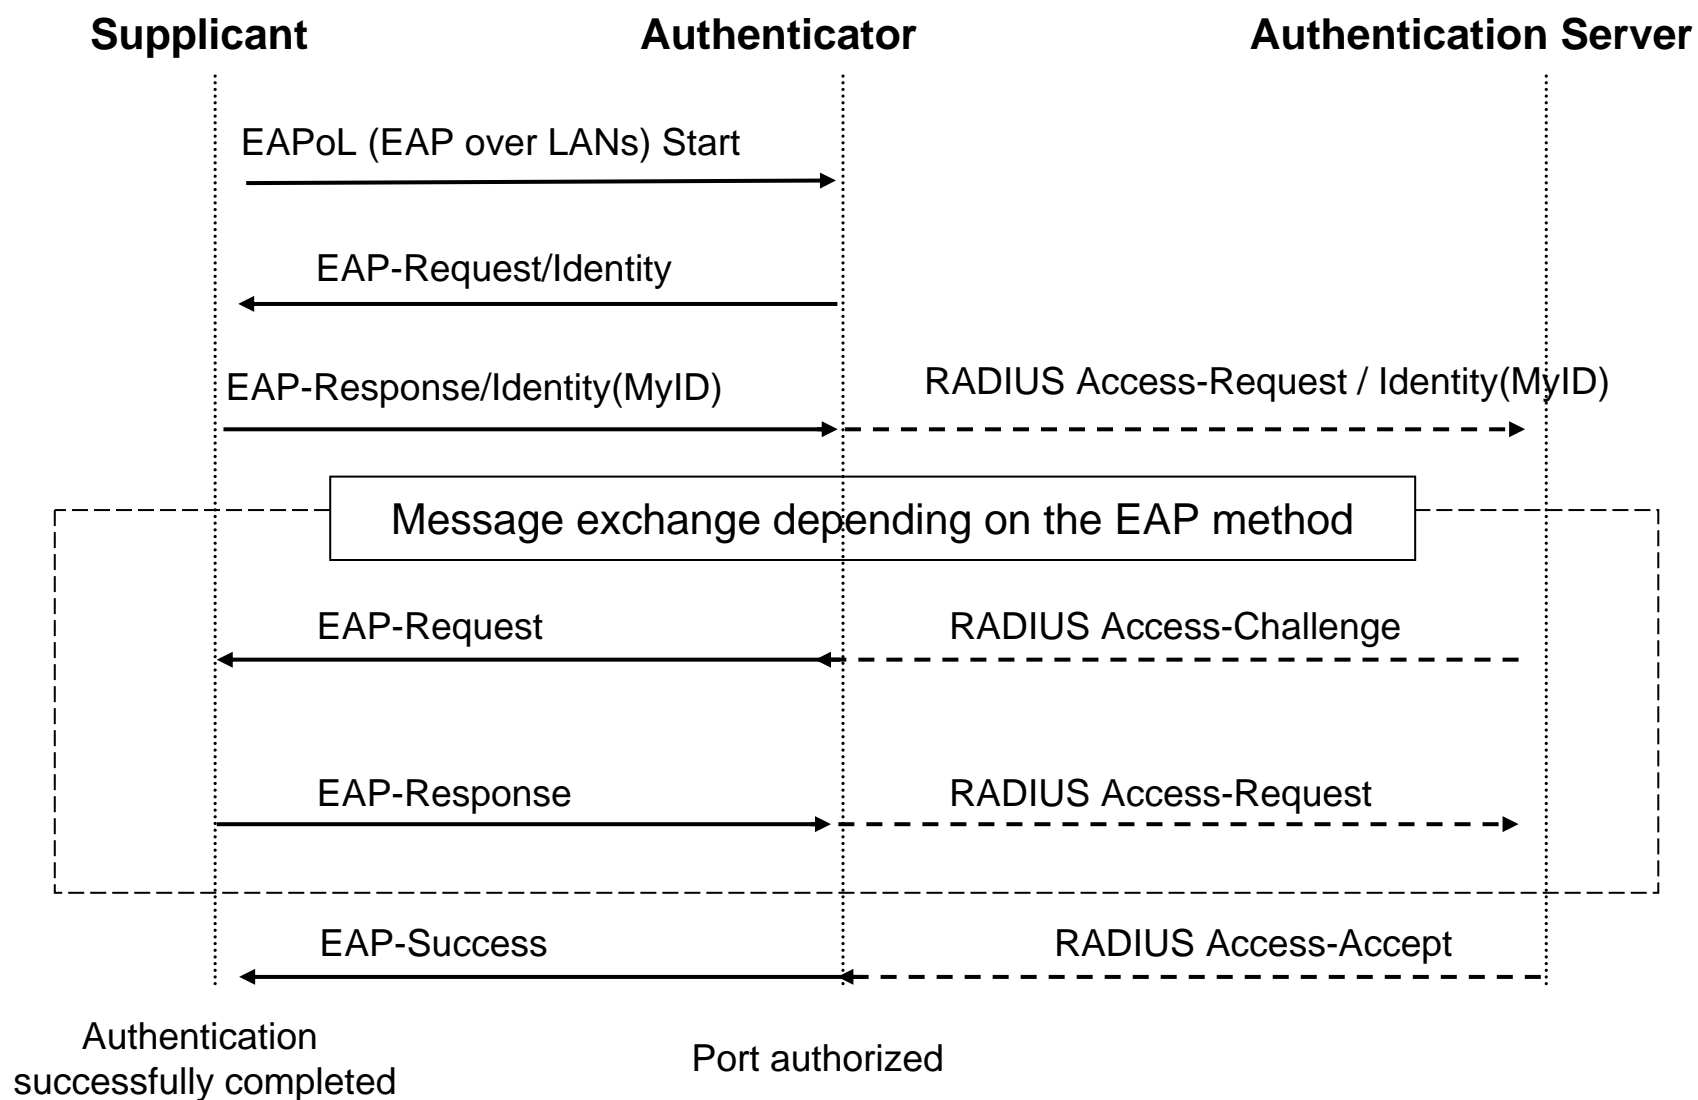 Supplicant
Authenticator
Authentication Server
EAPoL (EAP over LANs) Start
EAP-Request/Identity
EAP-Response/Identity(MyID)
RADIUS Access-Request / Identity(MyID)
Message exchange depending on the EAP method
EAP-Request
RADIUS Access-Challenge
EAP-Response
RADIUS Access-Request
EAP-Success
RADIUS Access-Accept
Authentication
successfully completed
Port authorized